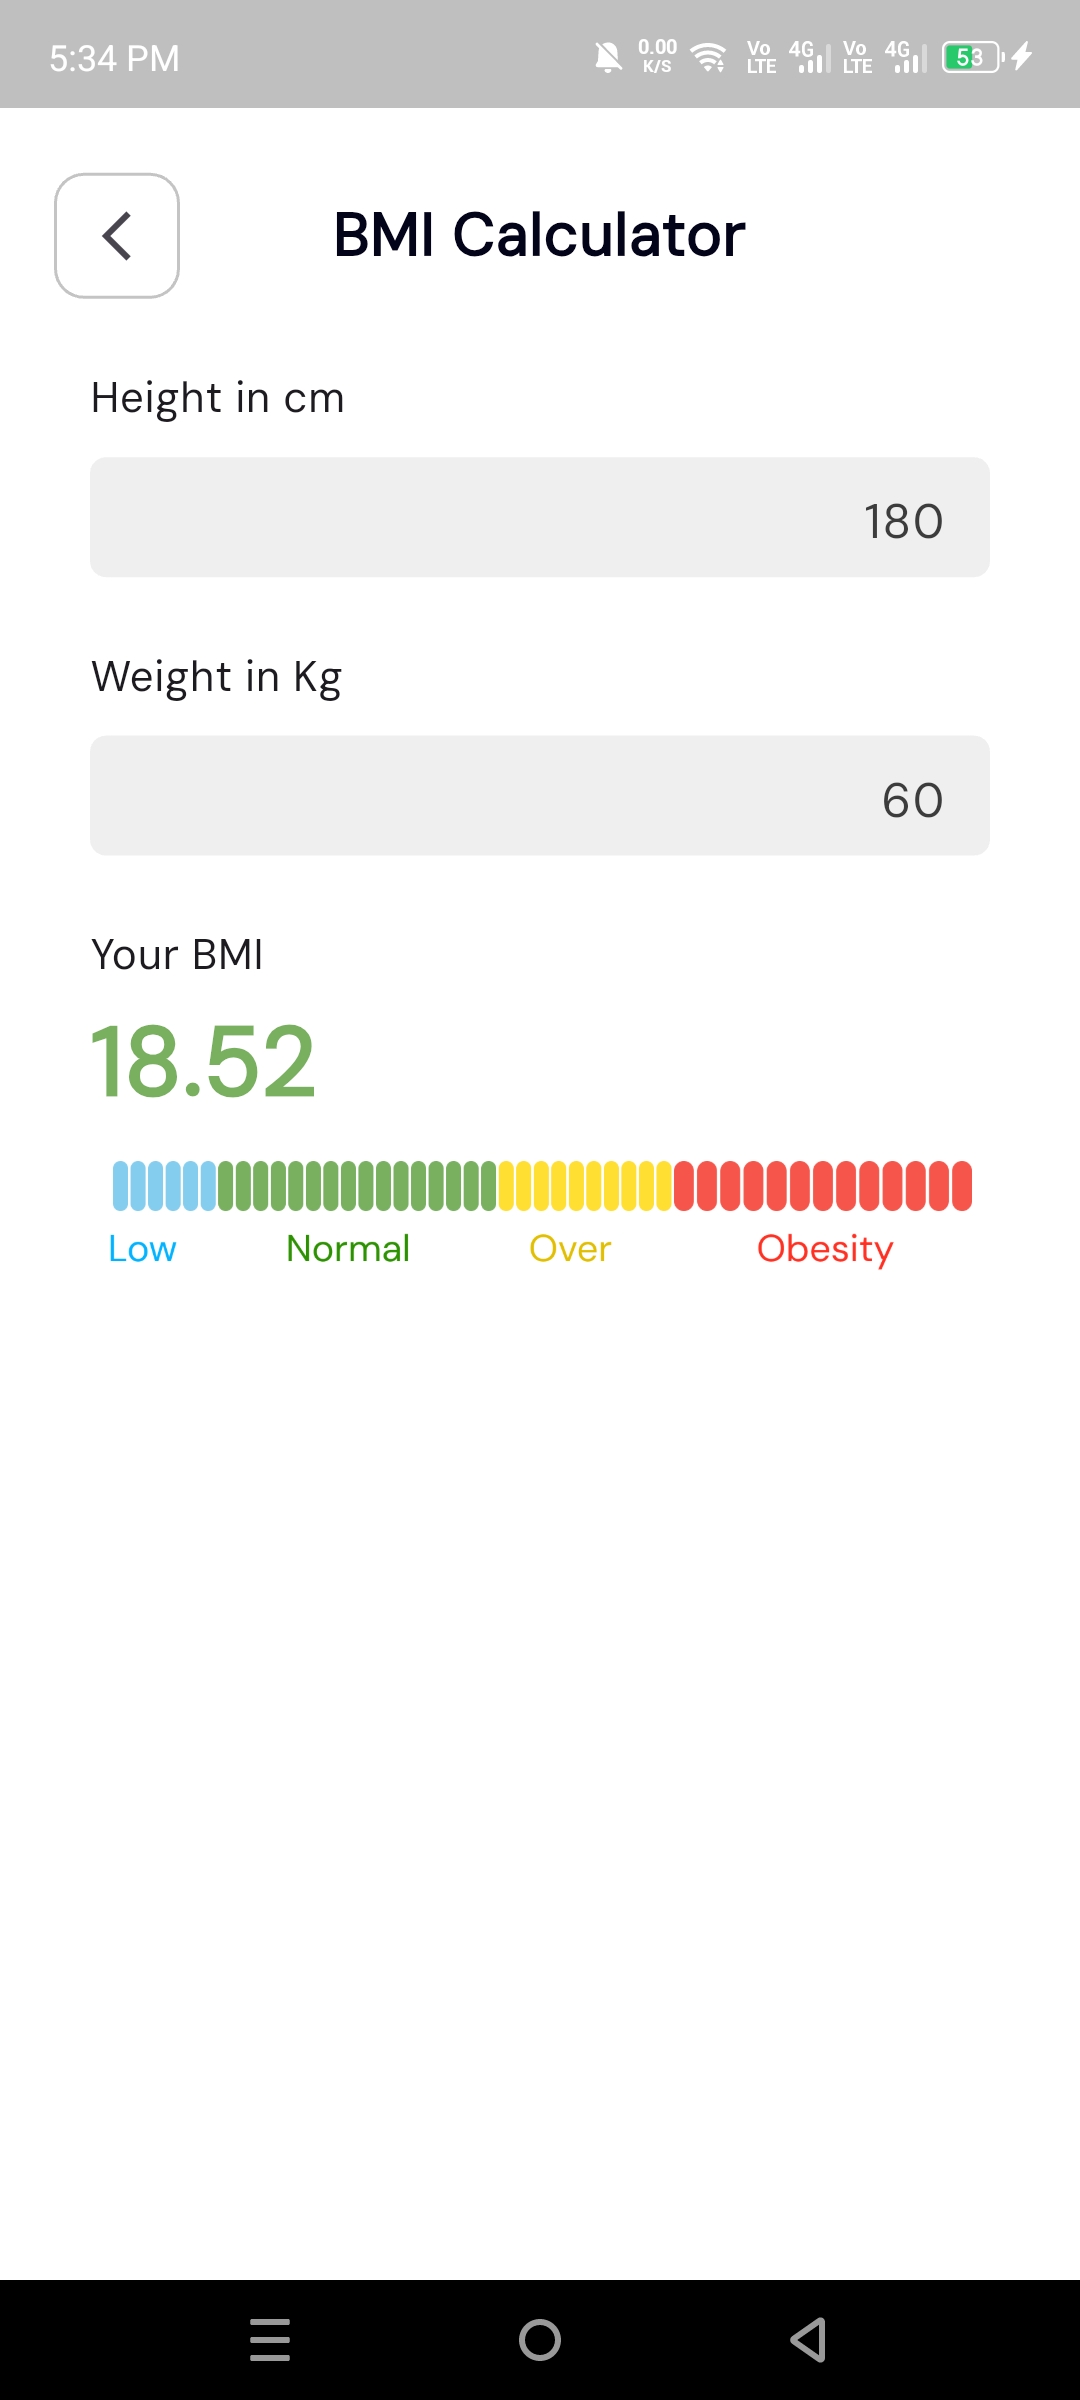 5:34 PM 0.00 K/S Vo LTE 4G Vo LTE 4G 53
BMI Calculator
Height in cm
180
Weight in Kg
60
Your BMI
18.52
Low Normal Over Obesity